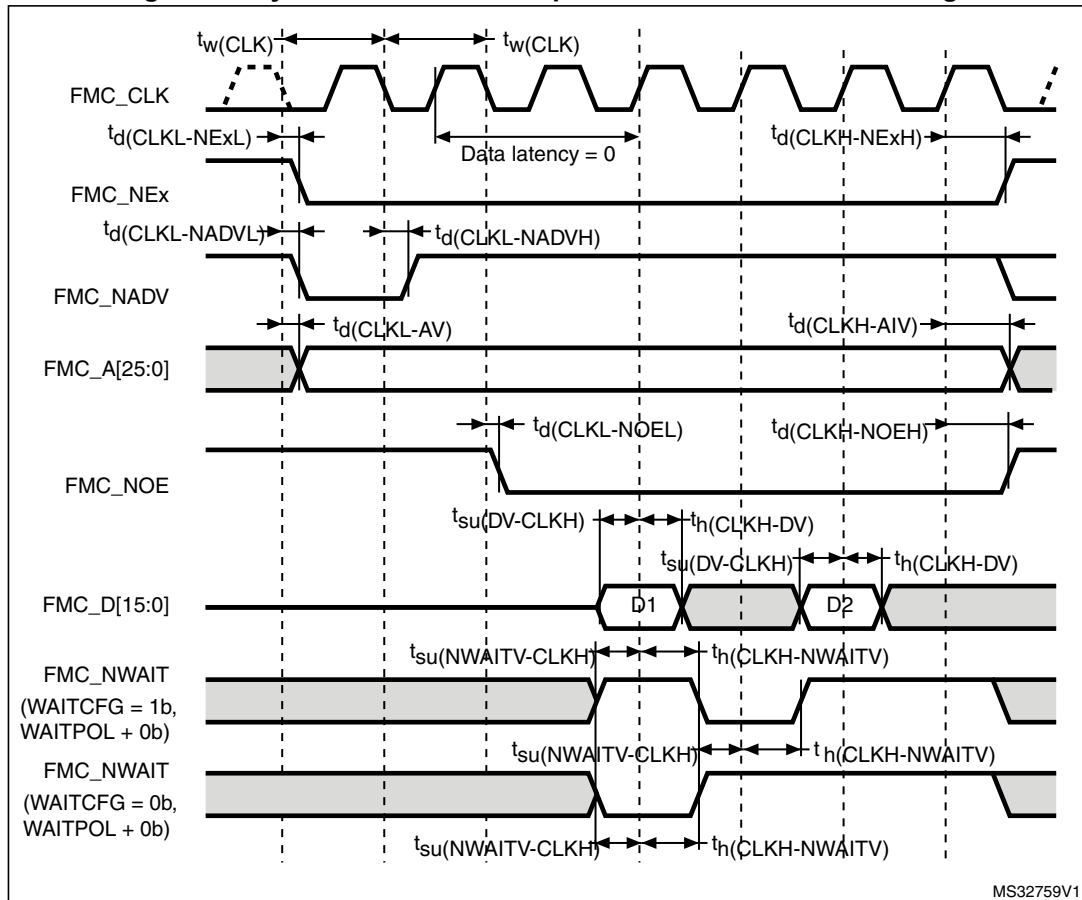 tw(CLK) tw(CLK)
FMC_CLK
td(CLKL-NExL) Data latency = 0 td(CLKH-NExH)
FMC_NEx
td(CLKL-NADVL) td(CLKL-NADVH)
FMC_NADV
td(CLKL-AV) td(CLKH-AIV)
FMC_A[25:0]
td(CLKL-NOEL) td(CLKH-NOEH)
FMC_NOE
tsu(DV-CLKH) th(CLKH-DV)
tsu(DV-CLKH) th(CLKH-DV)
FMC_D[15:0] D1 D2
tsu(NWAITV-CLKH) th(CLKH-NWAITV)
FMC_NWAIT
(WAITCFG = 1b,
WAITPOL + 0b)
tsu(NWAITV-CLKH) t h(CLKH-NWAITV)
FMC_NWAIT
(WAITCFG = 0b,
WAITPOL + 0b)
tsu(NWAITV-CLKH) th(CLKH-NWAITV)
MS32759V1